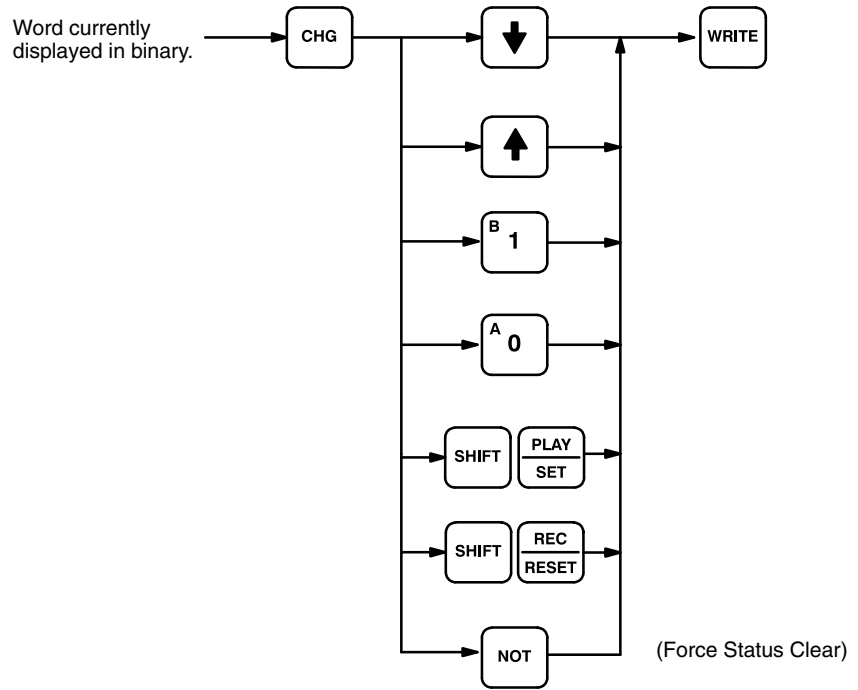 Word currently
displayed in binary.
CHG
WRITE
B
1
A
0
SHIFT
PLAY
SET
SHIFT
REC
RESET
NOT
(Force Status Clear)